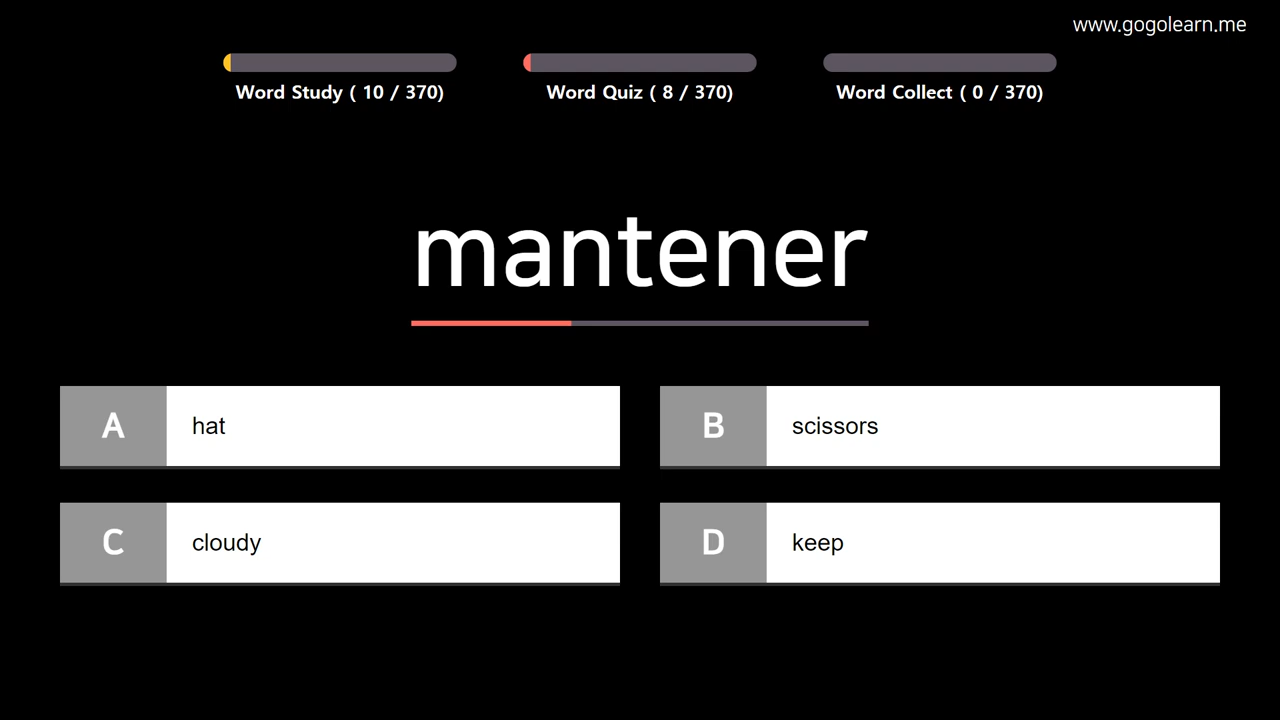 www.gogolearn.me
Word Study ( 10 / 370)
Word Quiz ( 8 / 370)
Word Collect ( 0 / 370)
mantener
A
hat
B
scissors
C
cloudy
D
keep